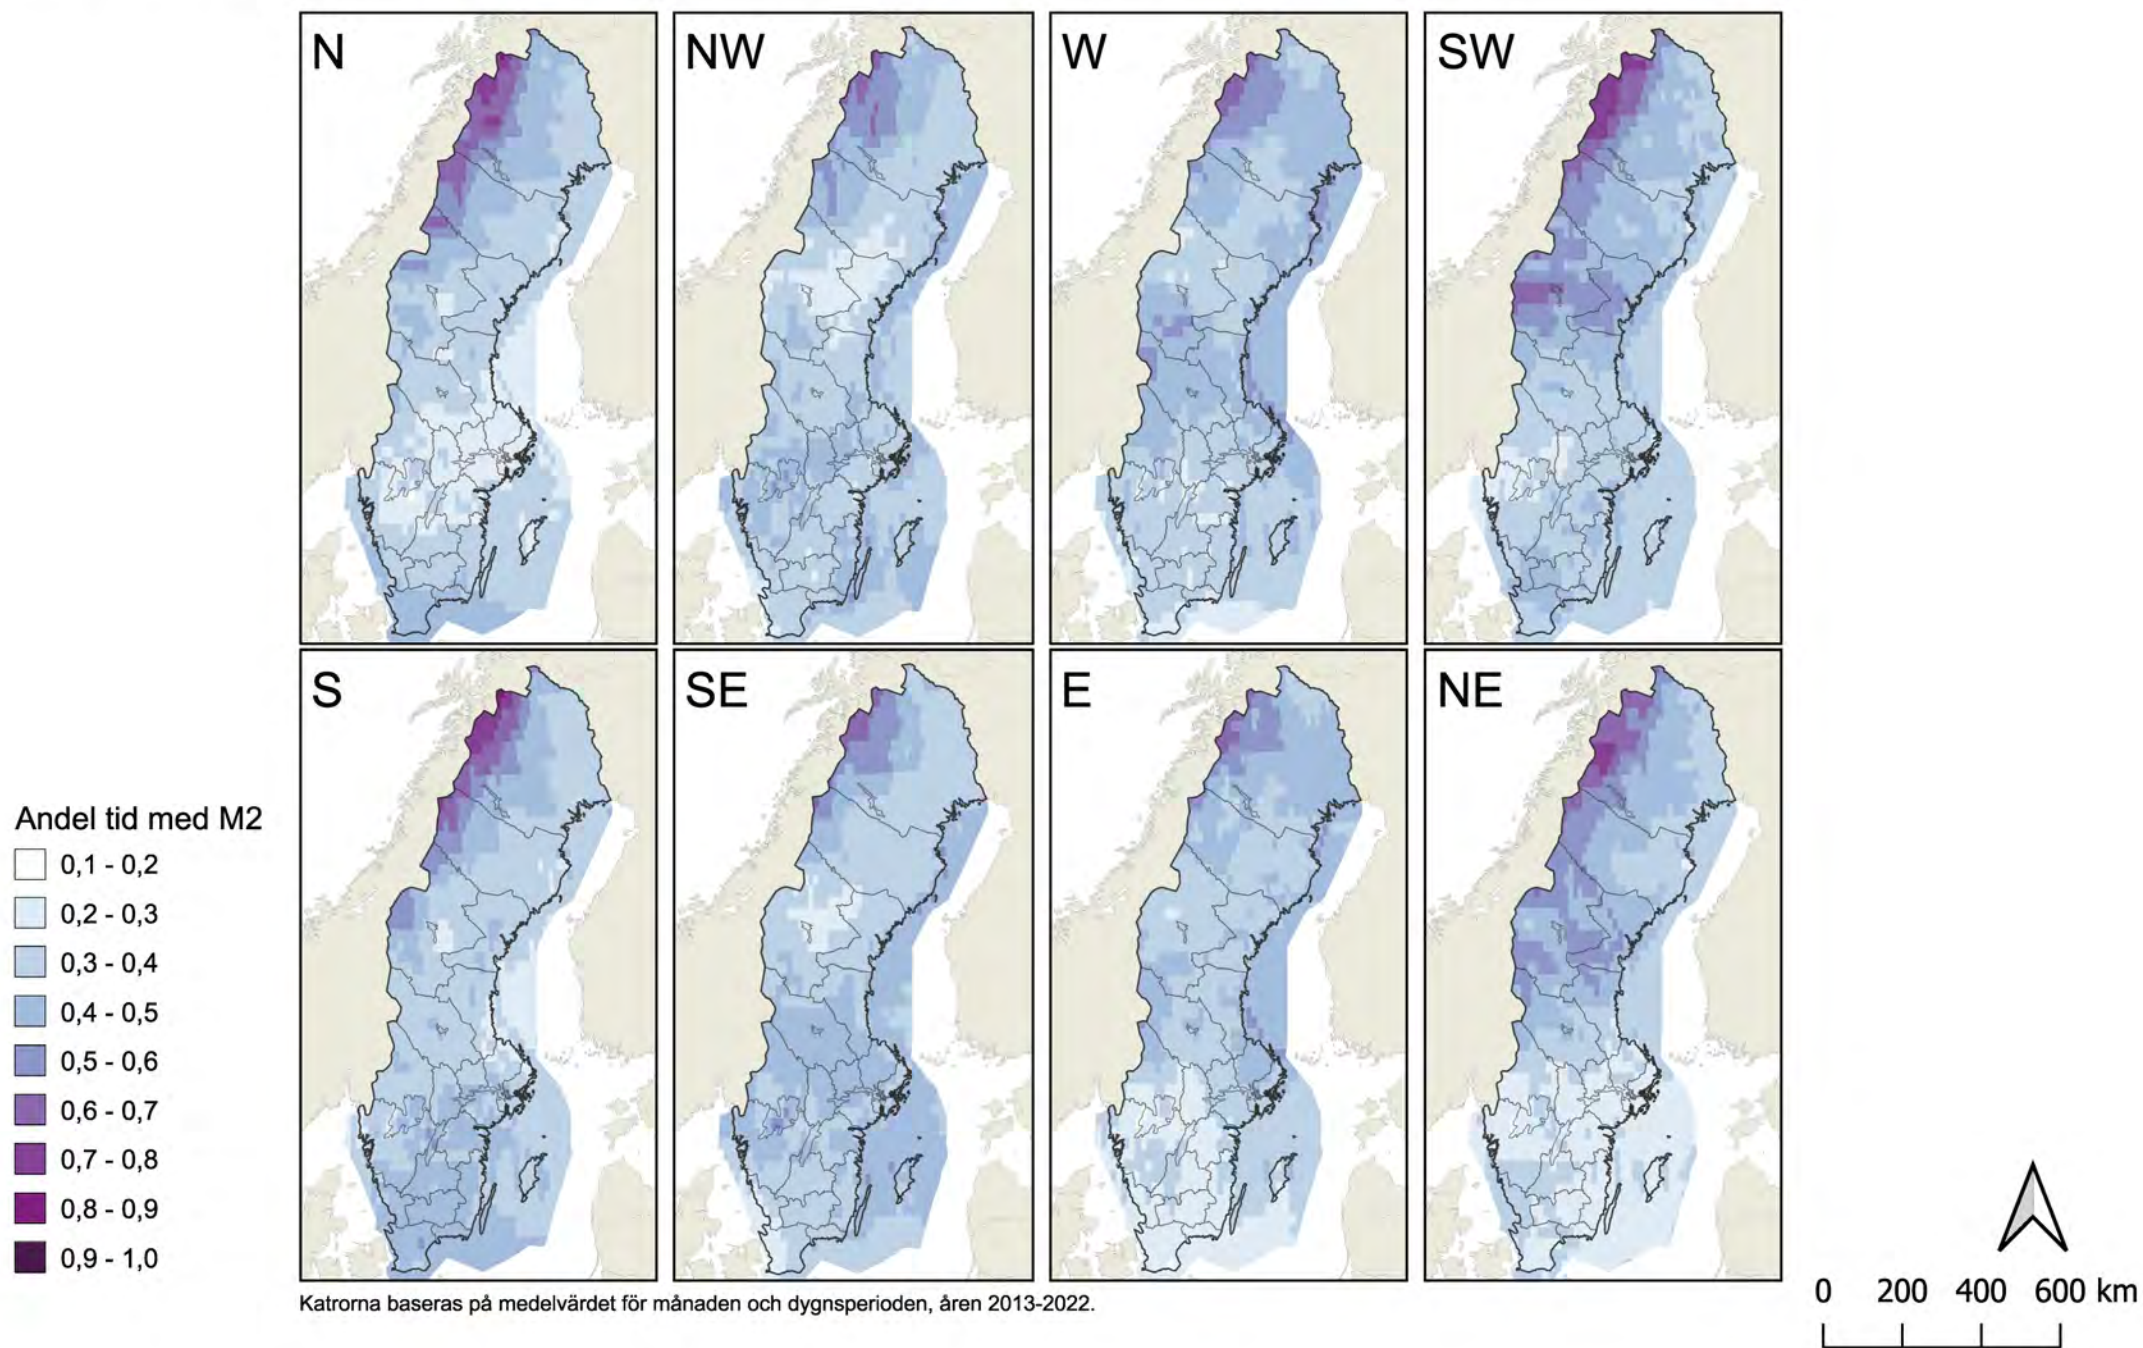 N
NW
W
SW
S
SE
E
NE
Andel tid med M2
0,1 - 0,2
0,2 - 0,3
0,3 - 0,4
0,4 - 0,5
0,5 - 0,6
0,6 - 0,7
0,7 - 0,8
0,8 - 0,9
0,9 - 1,0
Katrorna baseras på medelvärdet för månaden och dygnsperioden, åren 2013-2022.
0 200 400 600 km